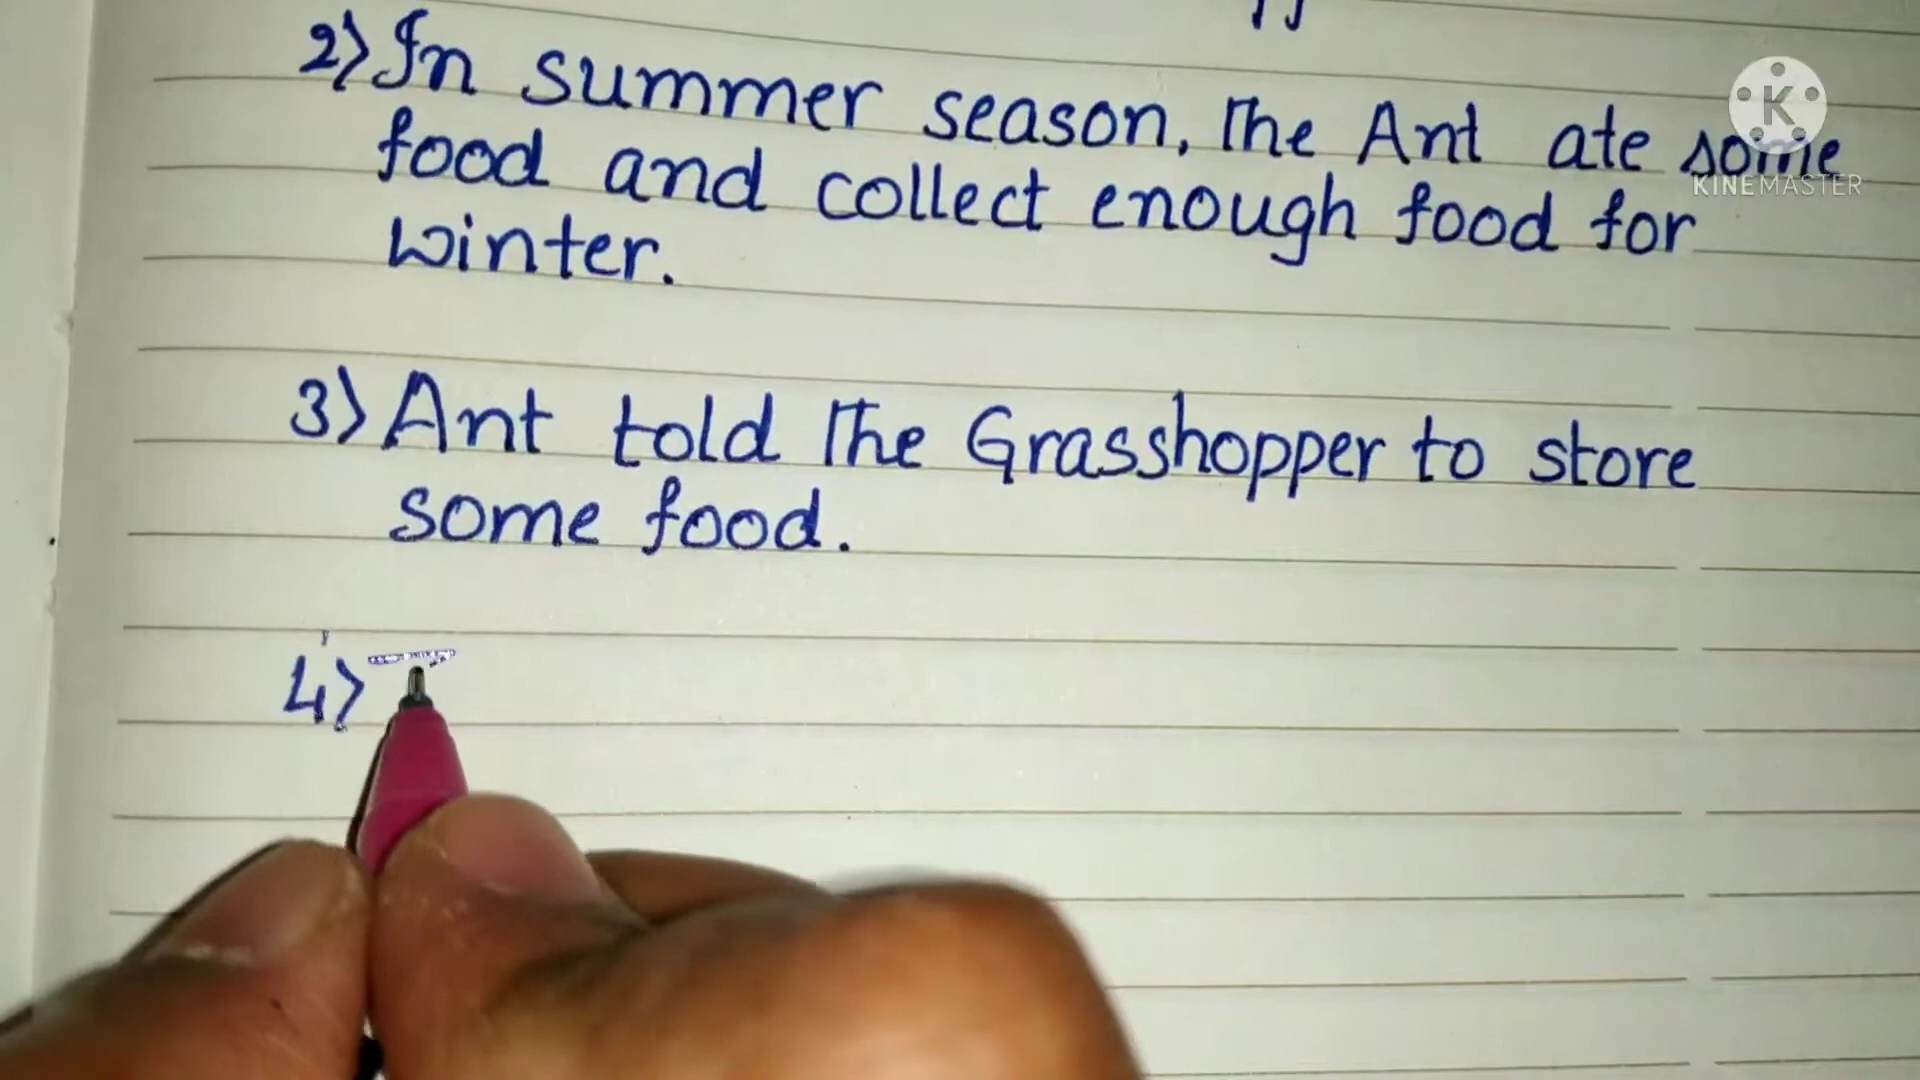 2) In summer season, the Ant ate some
food and collect enough food for
winter.
3) Ant told the Grasshopper to store
some food.
4)
KINEMASTER